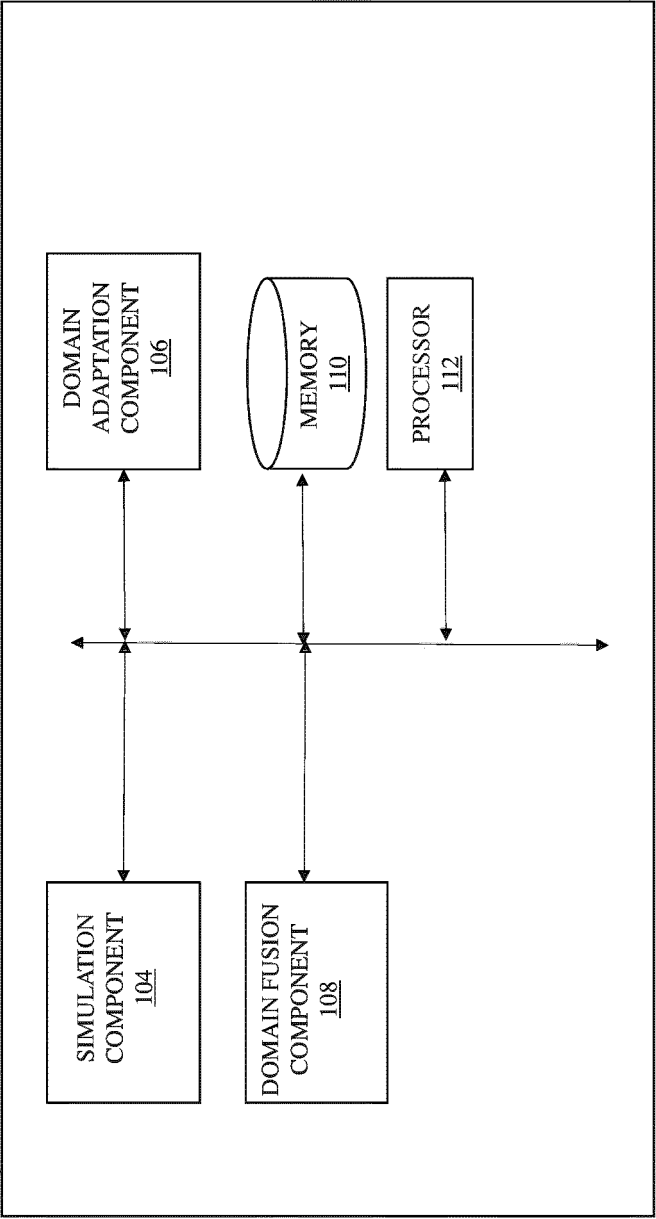 SIMULATION
COMPONENT
104
DOMAIN FUSION
COMPONENT
108
DOMAIN
ADAPTATION
COMPONENT
106
MEMORY
110
PROCESSOR
112